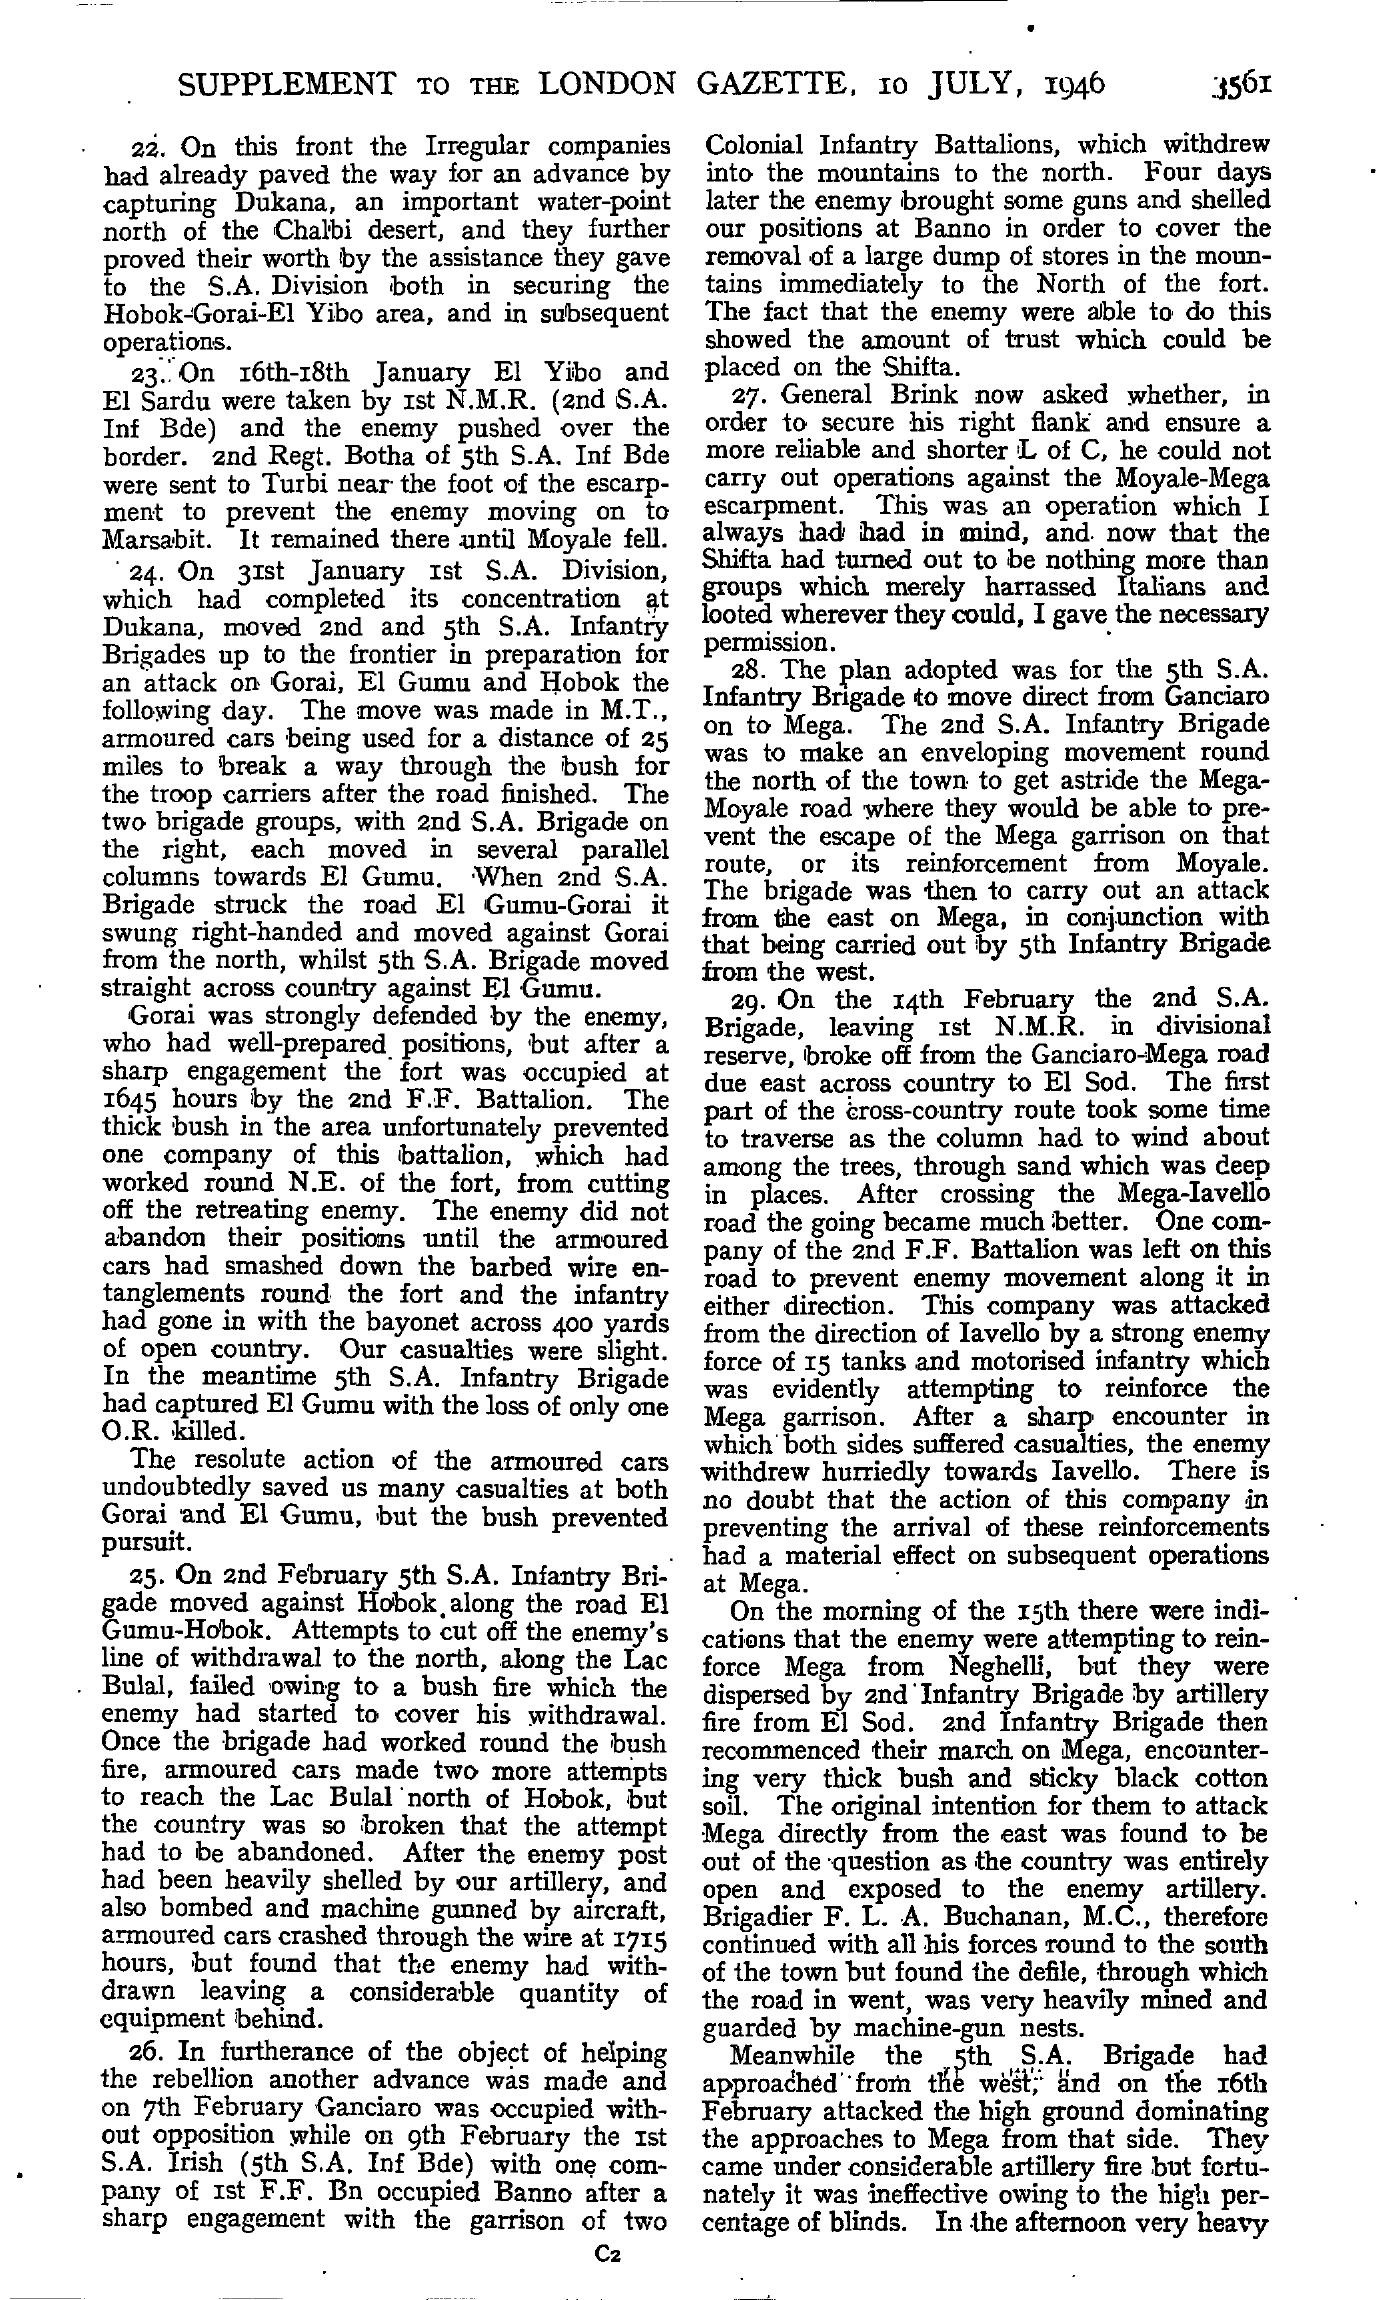 SUPPLEMENT TO THE LONDON GAZETTE, 10 JULY, 1946 3561
22. On this front the Irregular companies
had already paved the way for an advance by
capturing Dukana, an important water-point
north of the Chalbi desert, and they further
proved their worth by the assistance they gave
to the S.A. Division both in securing the
Hobok-Gorai-El Yibo area, and in subsequent
operations.
23. On 16th-18th January El Yibo and
El Sardu were taken by 1st N.M.R. (2nd S.A.
Inf Bde) and the enemy pushed over the
border. 2nd Regt. Botha of 5th S.A. Inf Bde
were sent to Turbi near the foot of the escarp-
ment to prevent the enemy moving on to
Marsabit. It remained there until Moyale fell.
24. On 31st January 1st S.A. Division,
which had completed its concentration at
Dukana, moved 2nd and 5th S.A. Infantry
Brigades up to the frontier in preparation for
an attack on Gorai, El Gumu and Hobok the
following day. The move was made in M.T.,
armoured cars being used for a distance of 25
miles to break a way through the bush for
the troop carriers after the road finished. The
two brigade groups, with 2nd S.A. Brigade on
the right, each moved in several parallel
columns towards El Gumu. When 2nd S.A.
Brigade struck the road El Gumu-Gorai it
swung right-handed and moved against Gorai
from the north, whilst 5th S.A. Brigade moved
straight across country against El Gumu.
Gorai was strongly defended by the enemy,
who had well-prepared positions, but after a
sharp engagement the fort was occupied at
1645 hours by the 2nd F.F. Battalion. The
thick bush in the area unfortunately prevented
one company of this battalion, which had
worked round N.E. of the fort, from cutting
off the retreating enemy. The enemy did not
abandon their positions until the armoured
cars had smashed down the barbed wire en-
tanglements round the fort and the infantry
had gone in with the bayonet across 400 yards
of open country. Our casualties were slight.
In the meantime 5th S.A. Infantry Brigade
had captured El Gumu with the loss of only one
O.R. killed.
The resolute action of the armoured cars
undoubtedly saved us many casualties at both
Gorai and El Gumu, but the bush prevented
pursuit.
25. On 2nd February 5th S.A. Infantry Bri-
gade moved against Hobok along the road El
Gumu-Hobok. Attempts to cut off the enemy's
line of withdrawal to the north, along the Lac
Bulal, failed owing to a bush fire which the
enemy had started to cover his withdrawal.
Once the brigade had worked round the bush
fire, armoured cars made two more attempts
to reach the Lac Bulal north of Hobok, but
the country was so broken that the attempt
had to be abandoned. After the enemy post
had been heavily shelled by our artillery, and
also bombed and machine gunned by aircraft,
armoured cars crashed through the wire at 1715
hours, but found that the enemy had with-
drawn leaving a considerable quantity of
equipment behind.
26. In furtherance of the object of helping
the rebellion another advance was made and
on 7th February Ganciaro was occupied with-
out opposition while on 9th February the 1st
S.A. Irish (5th S.A. Inf Bde) with one com-
pany of 1st F.F. Bn occupied Banno after a
sharp engagement with the garrison of two
Colonial Infantry Battalions, which withdrew
into the mountains to the north. Four days
later the enemy brought some guns and shelled
our positions at Banno in order to cover the
removal of a large dump of stores in the moun-
tains immediately to the North of the fort.
The fact that the enemy were able to do this
showed the amount of trust which could be
placed on the Shifta.
27. General Brink now asked whether, in
order to secure his right flank and ensure a
more reliable and shorter L of C, he could not
carry out operations against the Moyale-Mega
escarpment. This was an operation which I
always had had in mind, and now that the
Shifta had turned out to be nothing more than
groups which merely harrassed Italians and
looted wherever they could, I gave the necessary
permission.
28. The plan adopted was for the 5th S.A.
Infantry Brigade to move direct from Ganciaro
on to Mega. The 2nd S.A. Infantry Brigade
was to make an enveloping movement round
the north of the town to get astride the Mega-
Moyale road where they would be able to pre-
vent the escape of the Mega garrison on that
route, or its reinforcement from Moyale.
The brigade was then to carry out an attack
from the east on Mega, in conjunction with
that being carried out by 5th Infantry Brigade
from the west.
29. On the 14th February the 2nd S.A.
Brigade, leaving 1st N.M.R. in divisional
reserve, broke off from the Ganciaro-Mega road
due east across country to El Sod. The first
part of the cross-country route took some time
to traverse as the column had to wind about
among the trees, through sand which was deep
in places. After crossing the Mega-Iavello
road the going became much better. One com-
pany of the 2nd F.F. Battalion was left on this
road to prevent enemy movement along it in
either direction. This company was attacked
from the direction of Iavello by a strong enemy
force of 15 tanks and motorised infantry which
was evidently attempting to reinforce the
Mega garrison. After a sharp encounter in
which both sides suffered casualties, the enemy
withdrew hurriedly towards Iavello. There is
no doubt that the action of this company in
preventing the arrival of these reinforcements
had a material effect on subsequent operations
at Mega.
On the morning of the 15th there were indi-
cations that the enemy were attempting to rein-
force Mega from Neghelli, but they were
dispersed by 2nd Infantry Brigade by artillery
fire from El Sod. 2nd Infantry Brigade then
recommenced their march on Mega, encounter-
ing very thick bush and sticky black cotton
soil. The original intention for them to attack
Mega directly from the east was found to be
out of the question as the country was entirely
open and exposed to the enemy artillery.
Brigadier F. L. A. Buchanan, M.C., therefore
continued with all his forces round to the south
of the town but found the defile, through which
the road in went, was very heavily mined and
guarded by machine-gun nests.
Meanwhile the 5th S.A. Brigade had
approached from the west, and on the 16th
February attacked the high ground dominating
the approaches to Mega from that side. They
came under considerable artillery fire but fortu-
nately it was ineffective owing to the high per-
centage of blinds. In the afternoon very heavy
C2